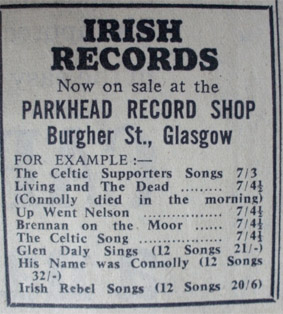 IRISH
RECORDS
Now on sale at the
PARKHEAD RECORD SHOP
Burgher St., Glasgow
FOR EXAMPLE :—
The Celtic Supporters Songs 7/3
Living and The Dead ......... 7/4½
(Connolly died in the morning)
Up Went Nelson ............... 7/4½
Brennan on the Moor ...... 7/4½
The Celtic Song ............... 7/4½
Glen Daly Sings (12 Songs 21/-)
His Name was Connolly (12 Songs
32/-)
Irish Rebel Songs (12 Songs 20/6)